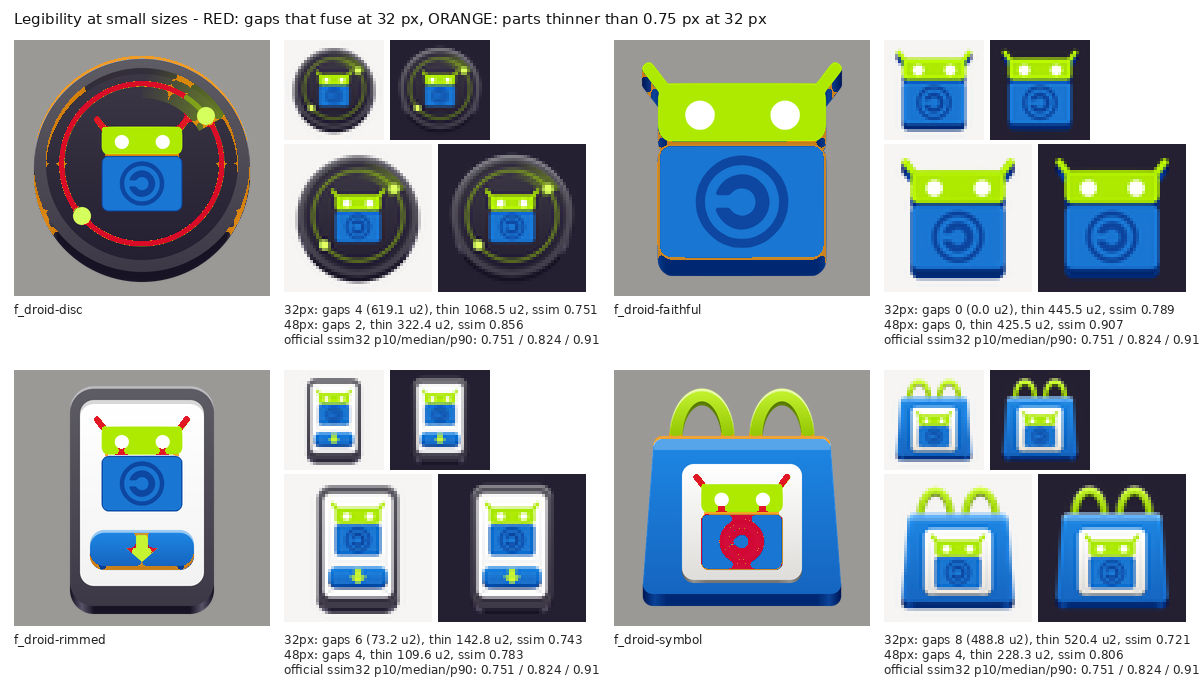 Legibility at small sizes - RED: gaps that fuse at 32 px, ORANGE: parts thinner than 0.75 px at 32 px
f_droid-disc
32px: gaps 4 (619.1 u2), thin 1068.5 u2, ssim 0.751
48px: gaps 2, thin 322.4 u2, ssim 0.856
official ssim32 p10/median/p90: 0.751 / 0.824 / 0.91
f_droid-faithful
32px: gaps 0 (0.0 u2), thin 445.5 u2, ssim 0.789
48px: gaps 0, thin 425.5 u2, ssim 0.907
official ssim32 p10/median/p90: 0.751 / 0.824 / 0.91
f_droid-rimmed
32px: gaps 6 (73.2 u2), thin 142.8 u2, ssim 0.743
48px: gaps 4, thin 109.6 u2, ssim 0.783
official ssim32 p10/median/p90: 0.751 / 0.824 / 0.91
f_droid-symbol
32px: gaps 8 (488.8 u2), thin 520.4 u2, ssim 0.721
48px: gaps 4, thin 228.3 u2, ssim 0.806
official ssim32 p10/median/p90: 0.751 / 0.824 / 0.91